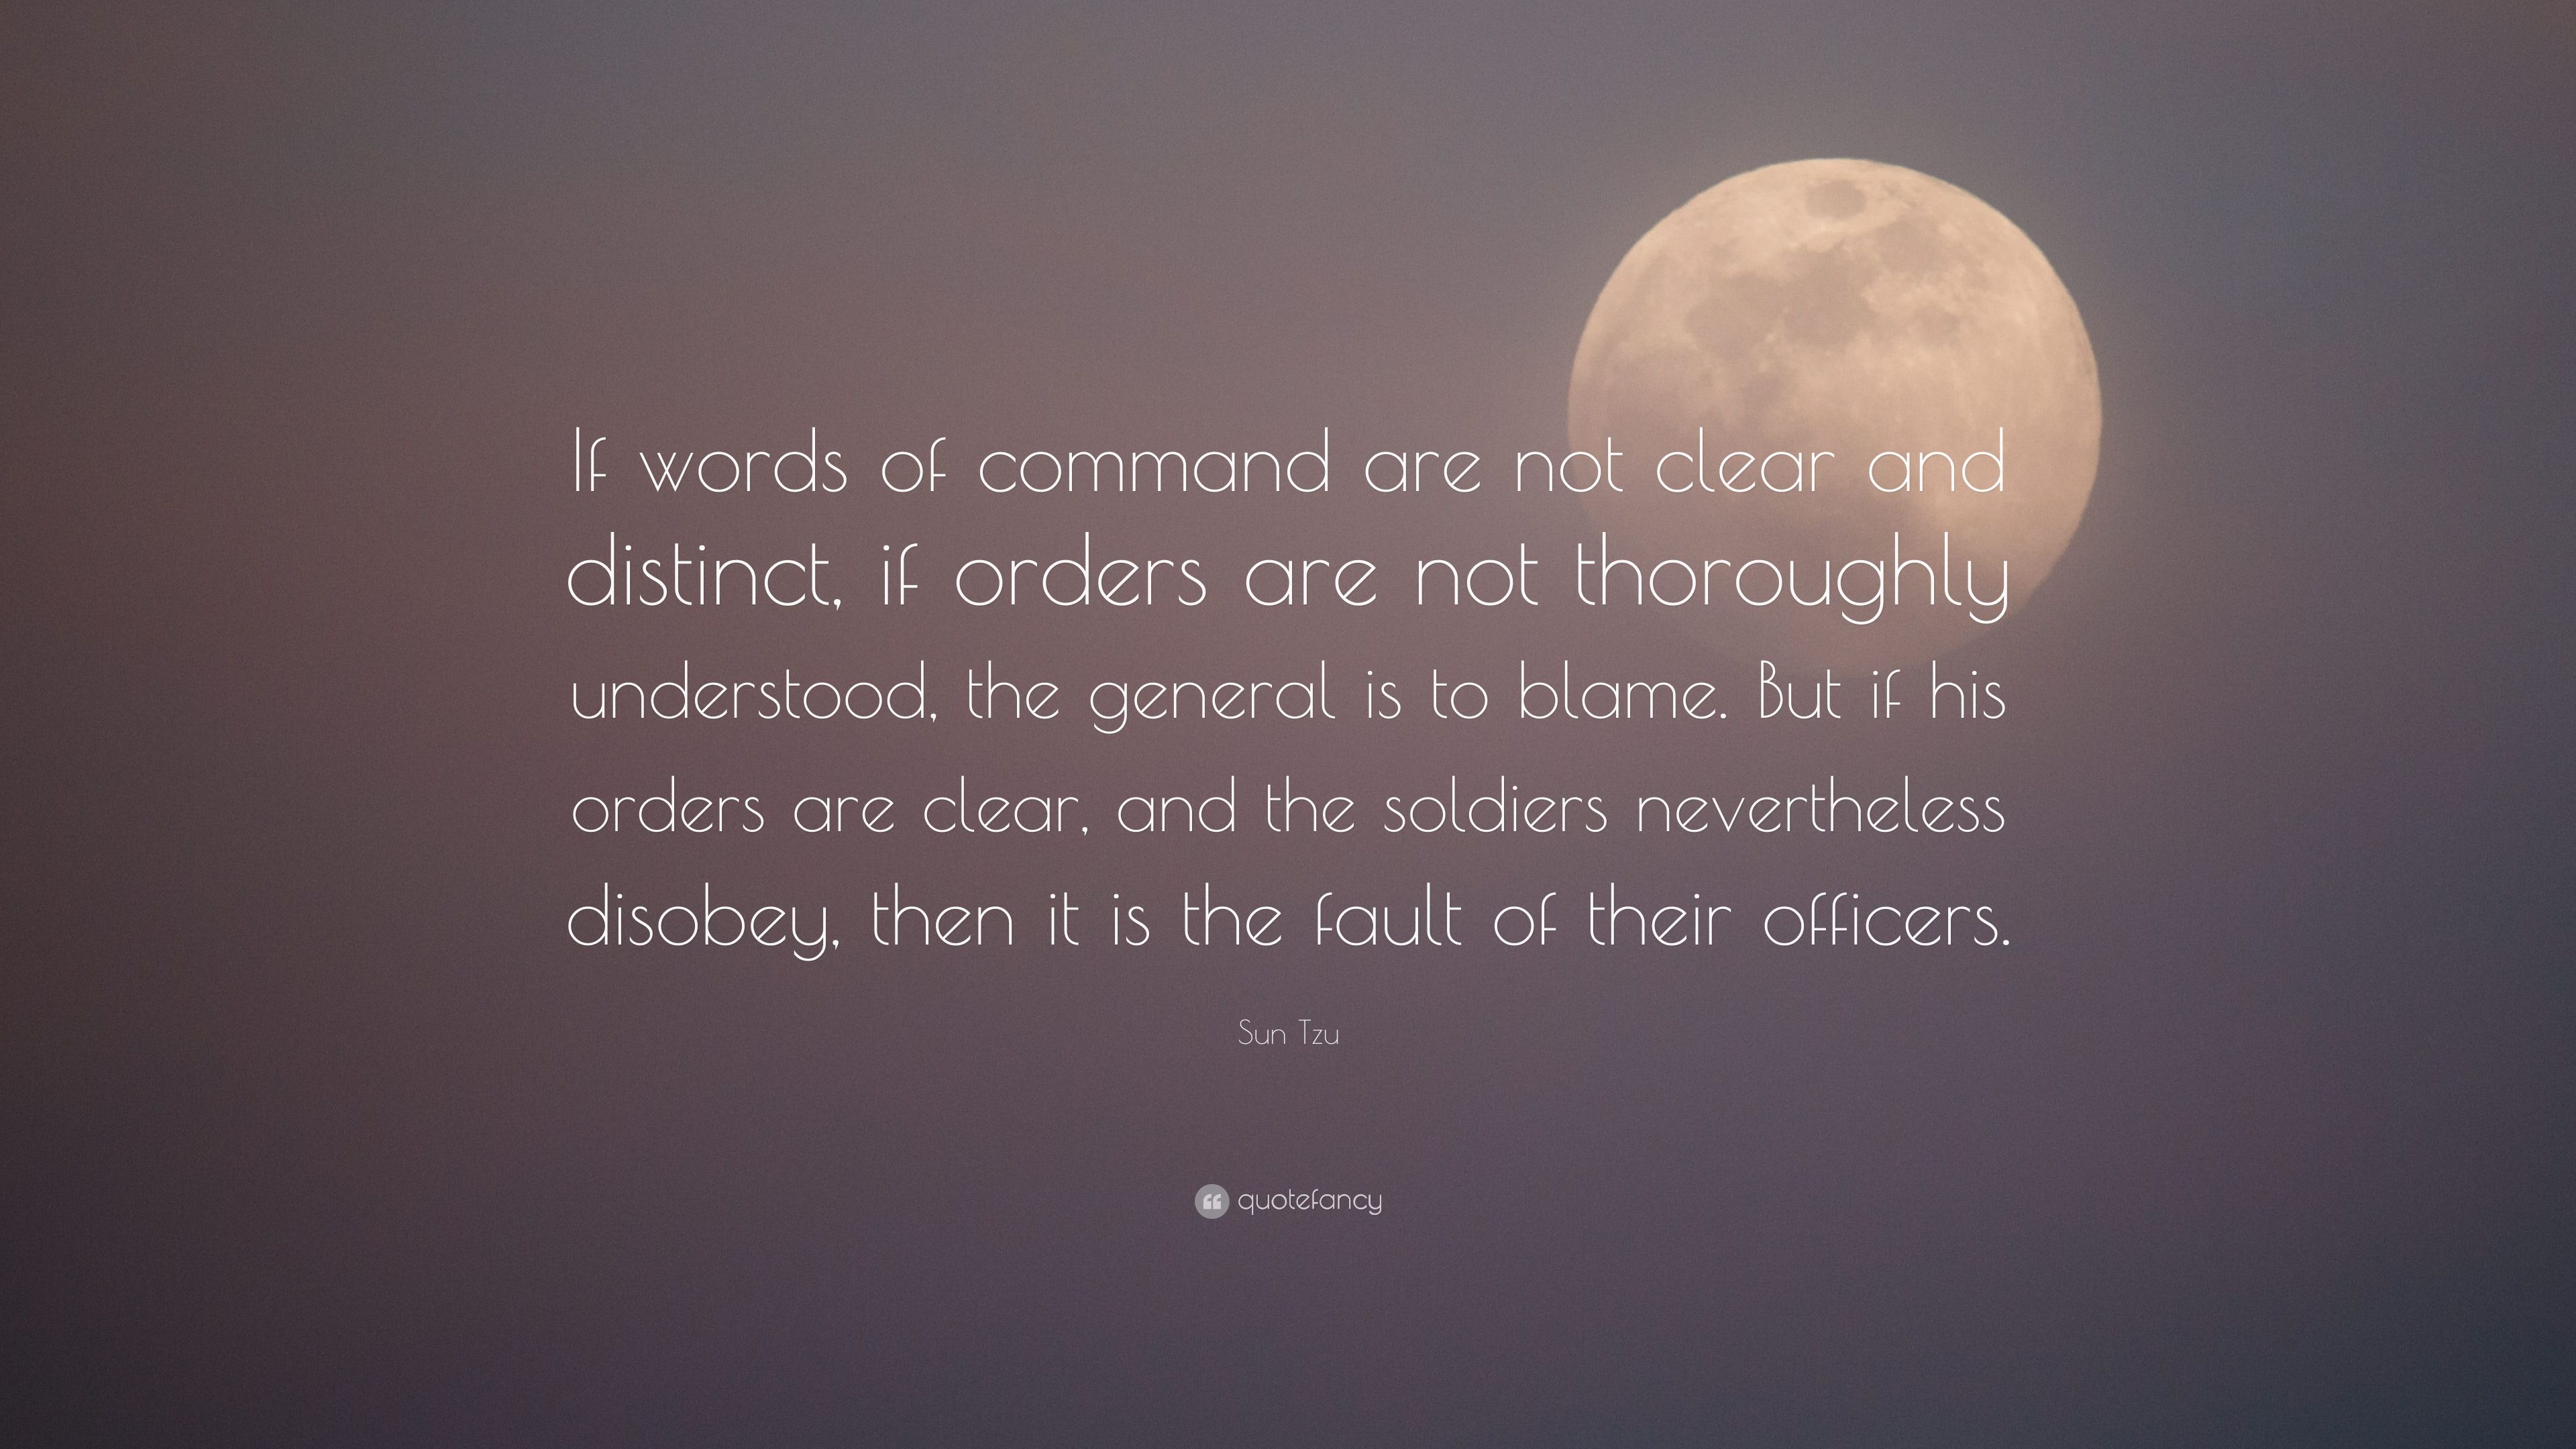 If words of command are not clear and
distinct, if orders are not thoroughly
understood, the general is to blame. But if his
orders are clear, and the soldiers nevertheless
disobey, then it is the fault of their officers.
Sun Tzu
quotefancy